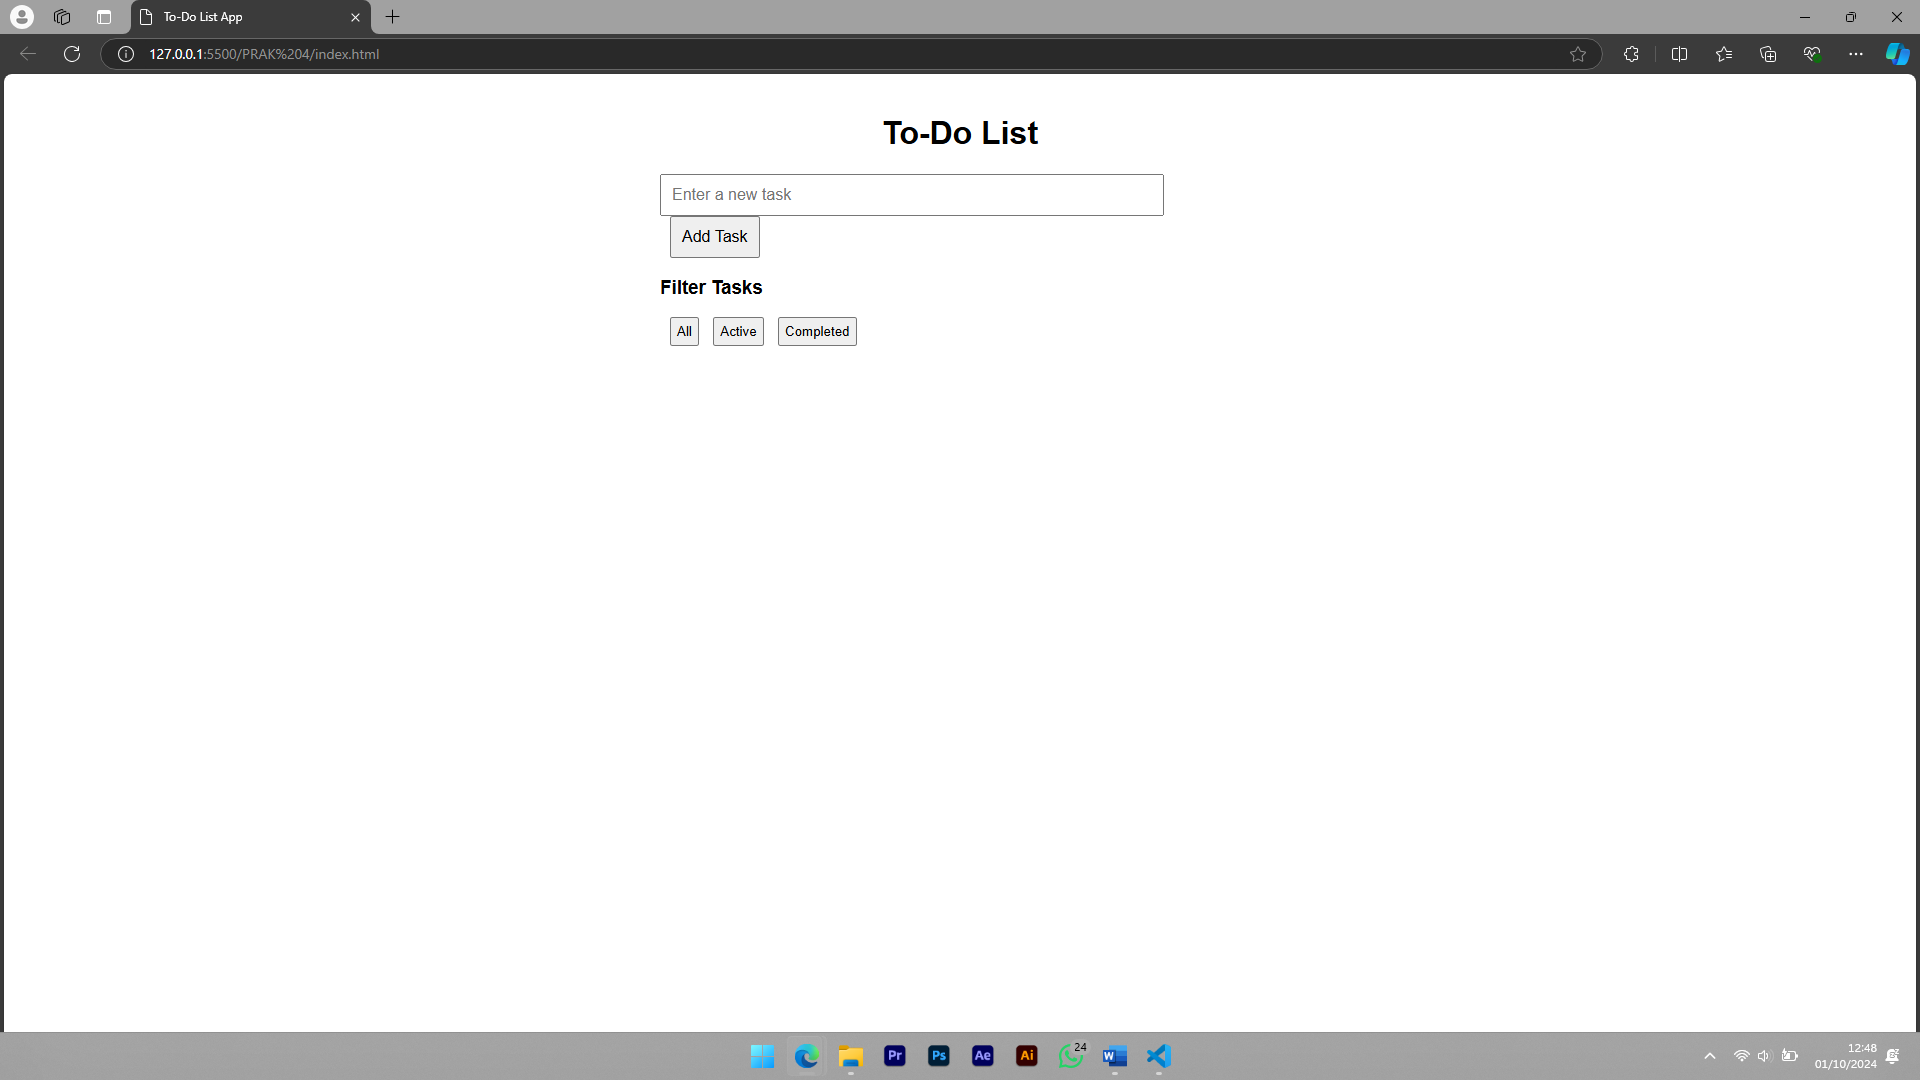 To-Do List App
127.0.0.1:5500/PRAK%204/index.html
To-Do List
Enter a new task
Add Task
Filter Tasks
All Active Completed
Pr Ps Ae Ai 24 W
12:48
01/10/2024